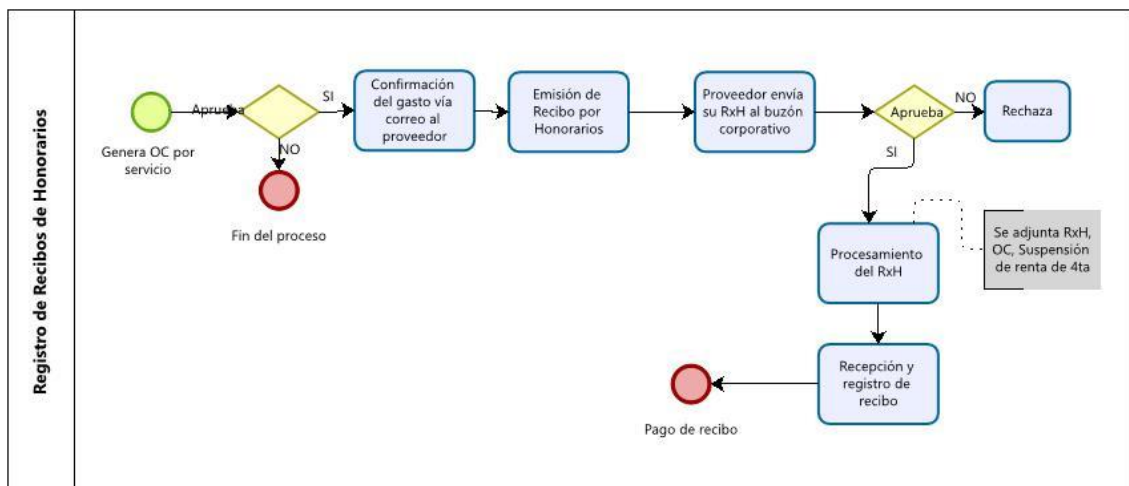 Registro de Recibos de Honorarios
Genera OC por
servicio
Aprueba
SI
NO
Fin del proceso
Confirmación
del gasto vía
correo al
proveedor
Emisión de
Recibo por
Honorarios
Proveedor envía
su RxH al buzón
corporativo
Aprueba
NO
Rechaza
SI
Procesamiento
del RxH
Se adjunta RxH,
OC, Suspensión
de renta de 4ta
Recepción y
registro de
recibo
Pago de recibo